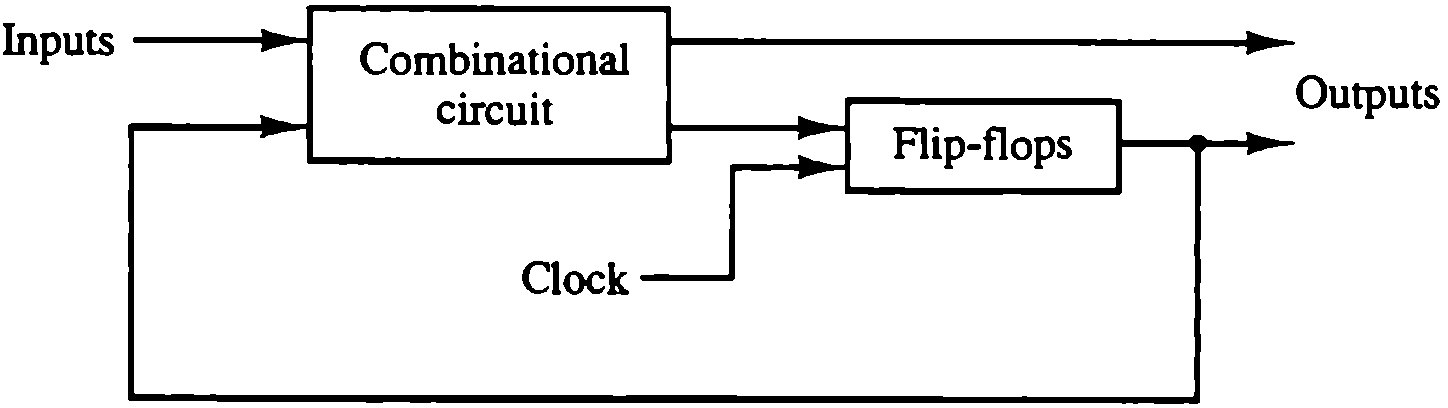 Inputs
Combinational
circuit
Outputs
Flip-flops
Clock